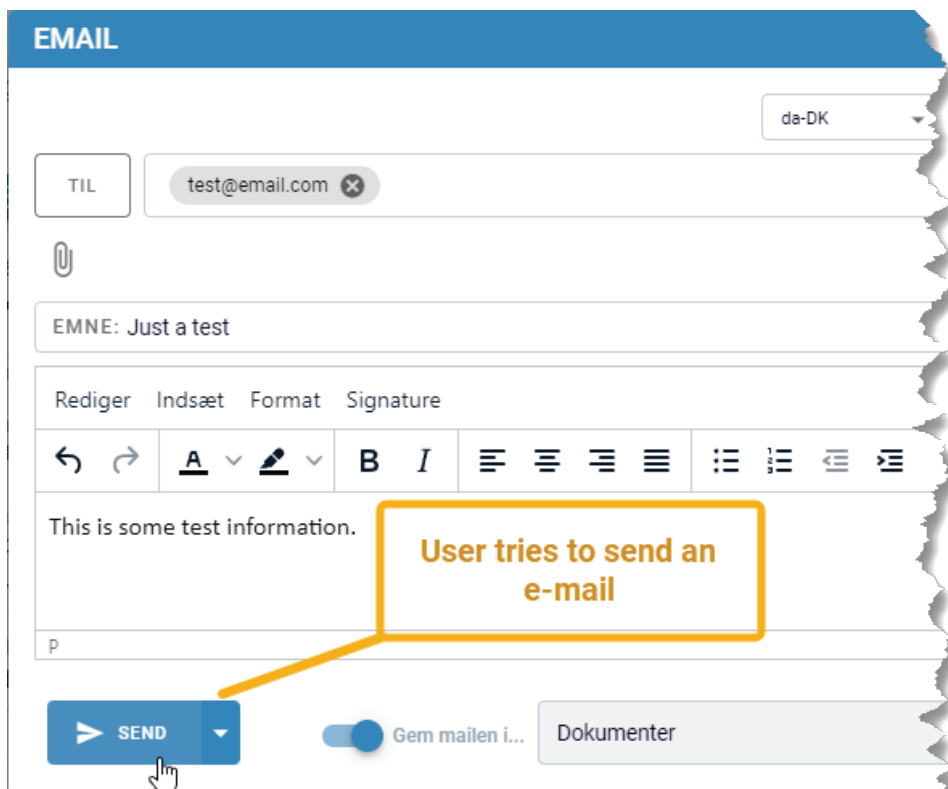 EMAIL
da-DK
TIL
test@email.com
EMNE: Just a test
Rediger Indsæt Format Signature
A B I
This is some test information.
User tries to send an
e-mail
P
SEND
Gem mailen i...
Dokumenter